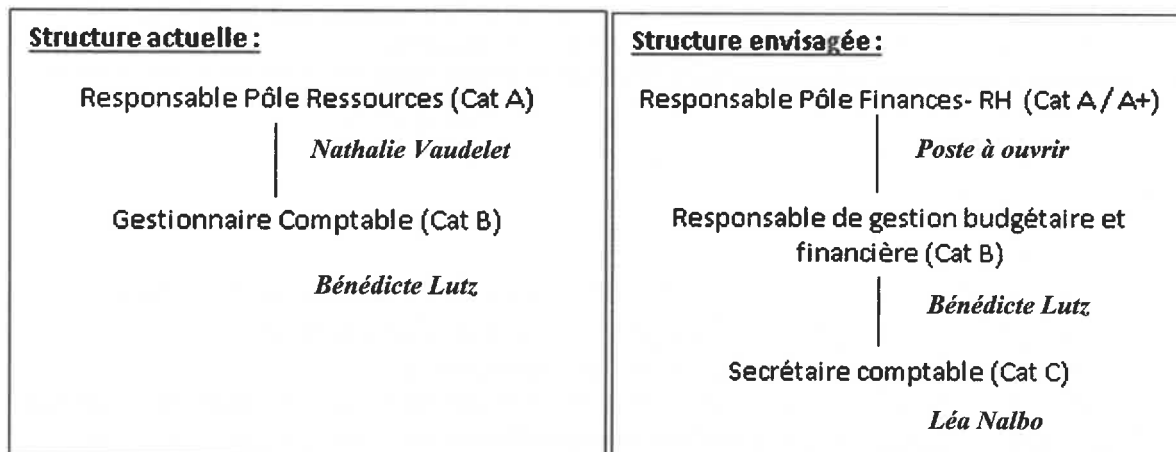 Structure actuelle :
Responsable Pôle Ressources (Cat A)
Nathalie Vaudelet
Gestionnaire Comptable (Cat B)
Bénédicte Lutz
Structure envisagée :
Responsable Pôle Finances- RH (Cat A / A+)
Poste à ouvrir
Responsable de gestion budgétaire et
financière (Cat B)
Bénédicte Lutz
Secrétaire comptable (Cat C)
Léa Nalbo